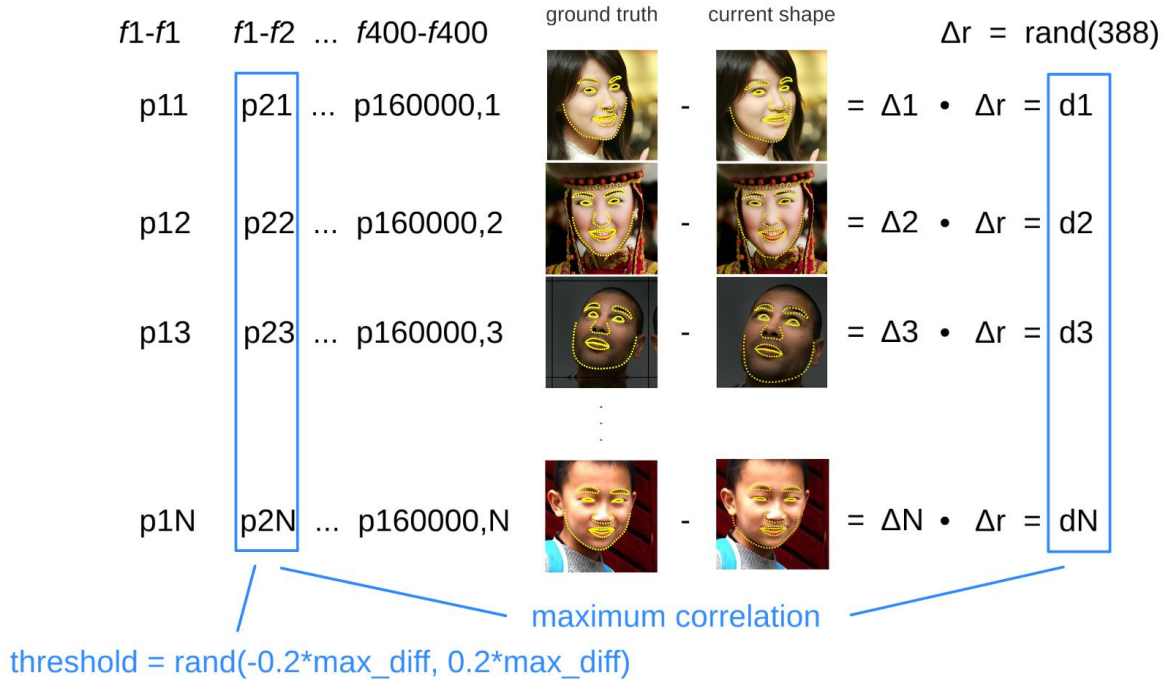 ground truth current shape
f1-f1 f1-f2 ... f400-f400 Δr = rand(388)
p11 p21 ... p160000,1 - = Δ1 • Δr = d1
p12 p22 ... p160000,2 - = Δ2 • Δr = d2
p13 p23 ... p160000,3 - = Δ3 • Δr = d3
p1N p2N ... p160000,N - = ΔN • Δr = dN
maximum correlation
threshold = rand(-0.2*max_diff, 0.2*max_diff)